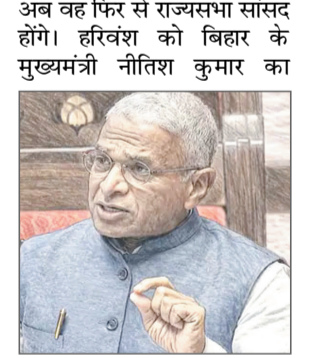 अब वह फिर से राज्यसभा सांसद
होंगे। हरिवंश को बिहार के
मुख्यमंत्री नीतिश कुमार का